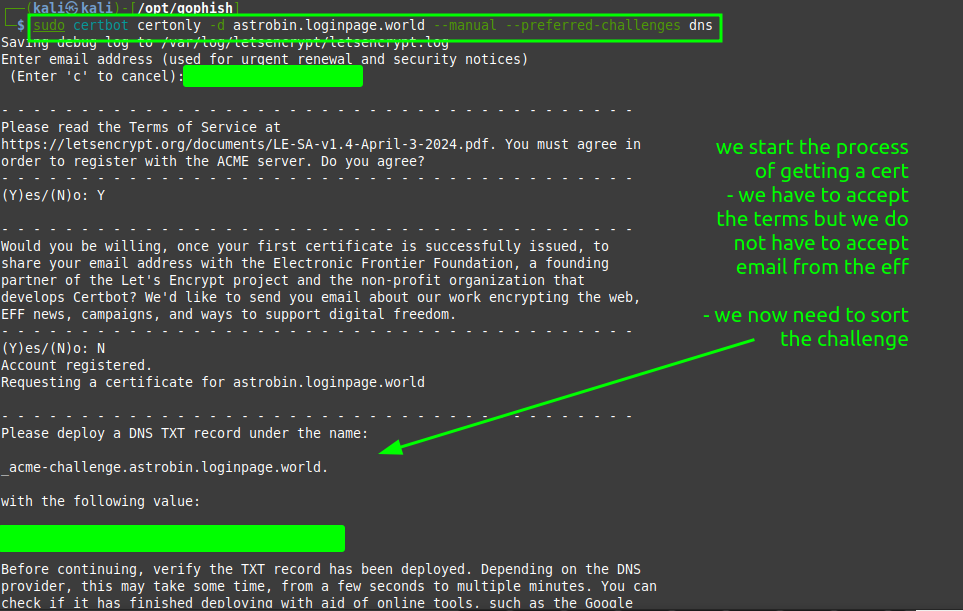 (kali㉿kali)-[/opt/gophish]
$ sudo certbot certonly -d astrobin.loginpage.world --manual --preferred-challenges dns
Saving debug log to /var/log/letsencrypt/letsencrypt.log
Enter email address (used for urgent renewal and security notices)
(Enter 'c' to cancel):
- - - - - - - - - - - - - - - - - - - - - - - - - - - - - - - - - - - - - - - -
Please read the Terms of Service at
https://letsencrypt.org/documents/LE-SA-v1.4-April-3-2024.pdf. You must agree in
order to register with the ACME server. Do you agree?
- - - - - - - - - - - - - - - - - - - - - - - - - - - - - - - - - - - - - - - -
(Y)es/(N)o: Y
- - - - - - - - - - - - - - - - - - - - - - - - - - - - - - - - - - - - - - - -
Would you be willing, once your first certificate is successfully issued, to
share your email address with the Electronic Frontier Foundation, a founding
partner of the Let's Encrypt project and the non-profit organization that
develops Certbot? We'd like to send you email about our work encrypting the web,
EFF news, campaigns, and ways to support digital freedom.
- - - - - - - - - - - - - - - - - - - - - - - - - - - - - - - - - - - - - - - -
(Y)es/(N)o: N
Account registered.
Requesting a certificate for astrobin.loginpage.world
- - - - - - - - - - - - - - - - - - - - - - - - - - - - - - - - - - - - - - - -
Please deploy a DNS TXT record under the name:
_acme-challenge.astrobin.loginpage.world.
with the following value:
Before continuing, verify the TXT record has been deployed. Depending on the DNS
provider, this may take some time, from a few seconds to multiple minutes. You can
check if it has finished deploying with aid of online tools, such as the Google
we start the process
of getting a cert
- we have to accept
the terms but we do
not have to accept
email from the eff
- we now need to sort
the challenge